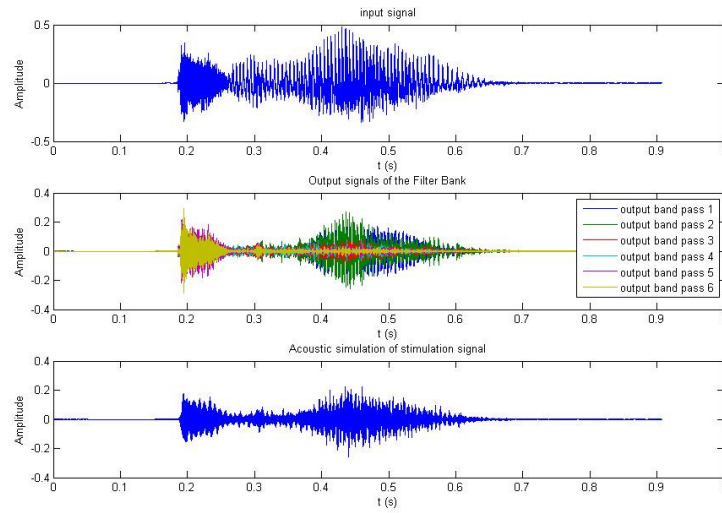 input signal
0.5
0
-0.5
Amplitude
0 0.1 0.2 0.3 0.4 0.5 0.6 0.7 0.8 0.9
t (s)
Output signals of the Filter Bank
0.4
0.2
0
-0.2
-0.4
Amplitude
output band pass 1
output band pass 2
output band pass 3
output band pass 4
output band pass 5
output band pass 6
0 0.1 0.2 0.3 0.4 0.5 0.6 0.7 0.8 0.9
t (s)
Acoustic simulation of stimulation signal
0.4
0.2
0
-0.2
-0.4
Amplitude
0 0.1 0.2 0.3 0.4 0.5 0.6 0.7 0.8 0.9
t (s)